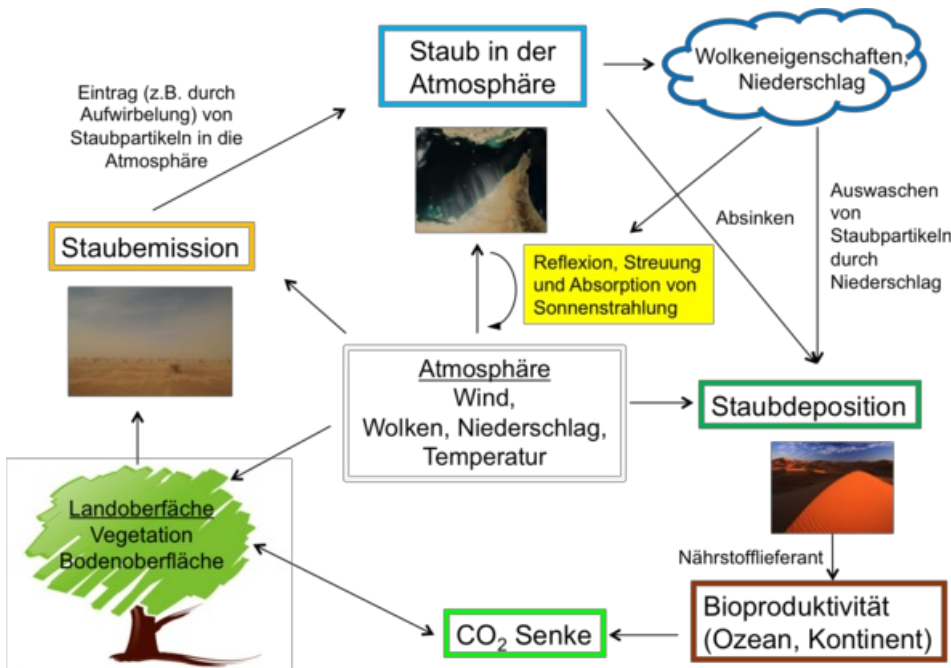 Staub in der
Atmosphäre
Wolkeneigenschaften,
Niederschlag
Eintrag (z.B. durch
Aufwirbelung) von
Staubpartikeln in die
Atmosphäre
Absinken
Auswaschen
von
Staubpartikeln
durch
Niederschlag
Staubemission
Reflexion, Streuung
und Absorption von
Sonnenstrahlung
Atmosphäre
Wind,
Wolken, Niederschlag,
Temperatur
Staubdeposition
Landoberfäche
Vegetation
Bodenoberfläche
Nährstofflieferant
Bioproduktivität
(Ozean, Kontinent)
CO₂ Senke